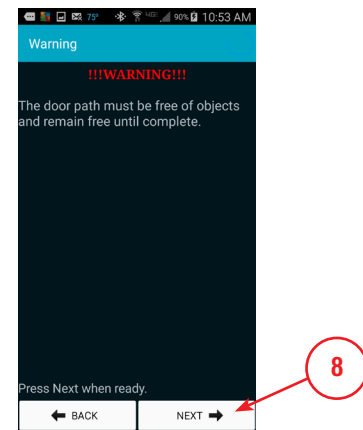 75° 4GE 90% 10:53 AM
Warning
!!!WARNING!!!
The door path must be free of objects
and remain free until complete.
Press Next when ready.
BACK NEXT
8